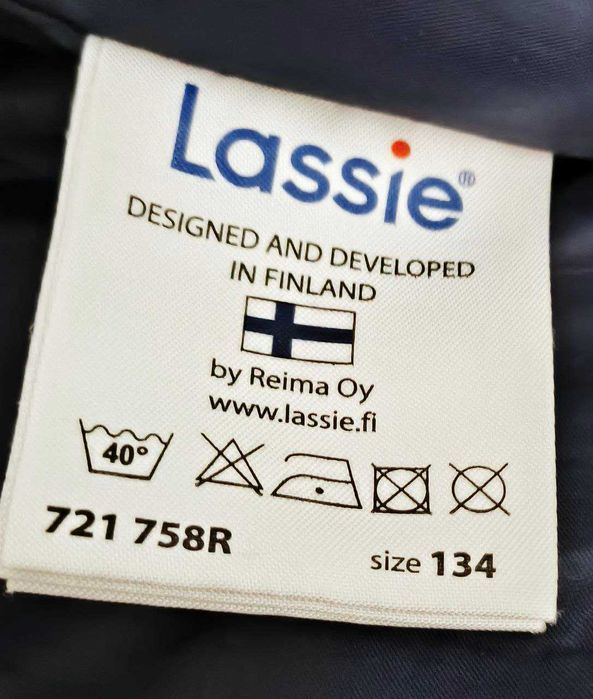 Lassie®
DESIGNED AND DEVELOPED
IN FINLAND
by Reima Oy
www.lassie.fi
40°
721 758R
size 134